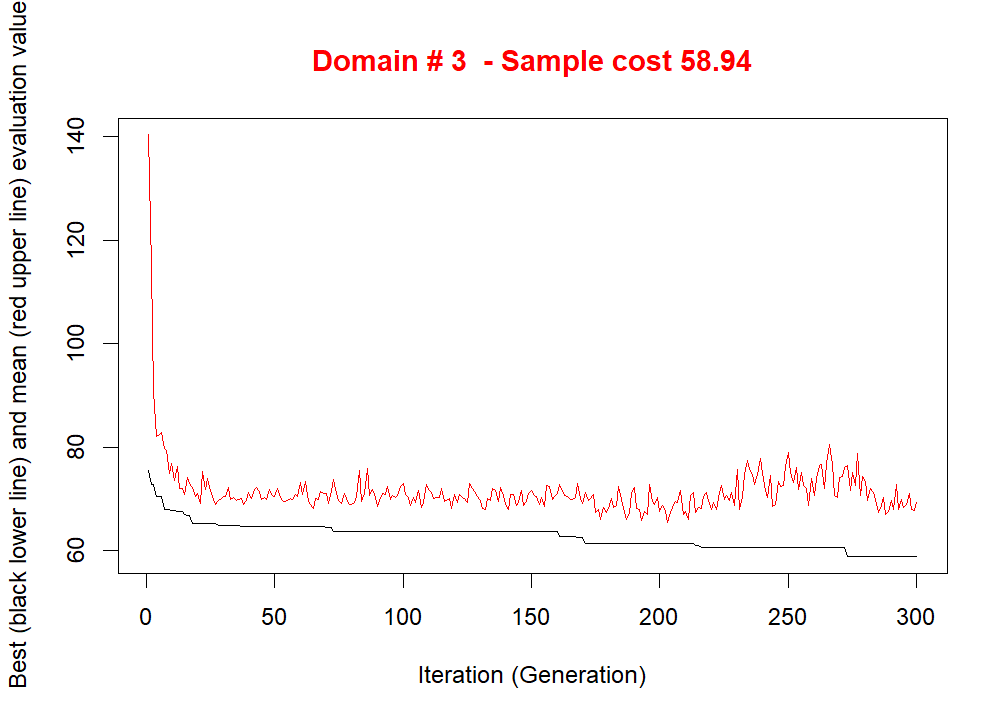 Domain # 3  - Sample cost 58.94
Best (black lower line) and mean (red upper line) evaluation value
140
120
100
80
60
0 50 100 150 200 250 300
Iteration (Generation)